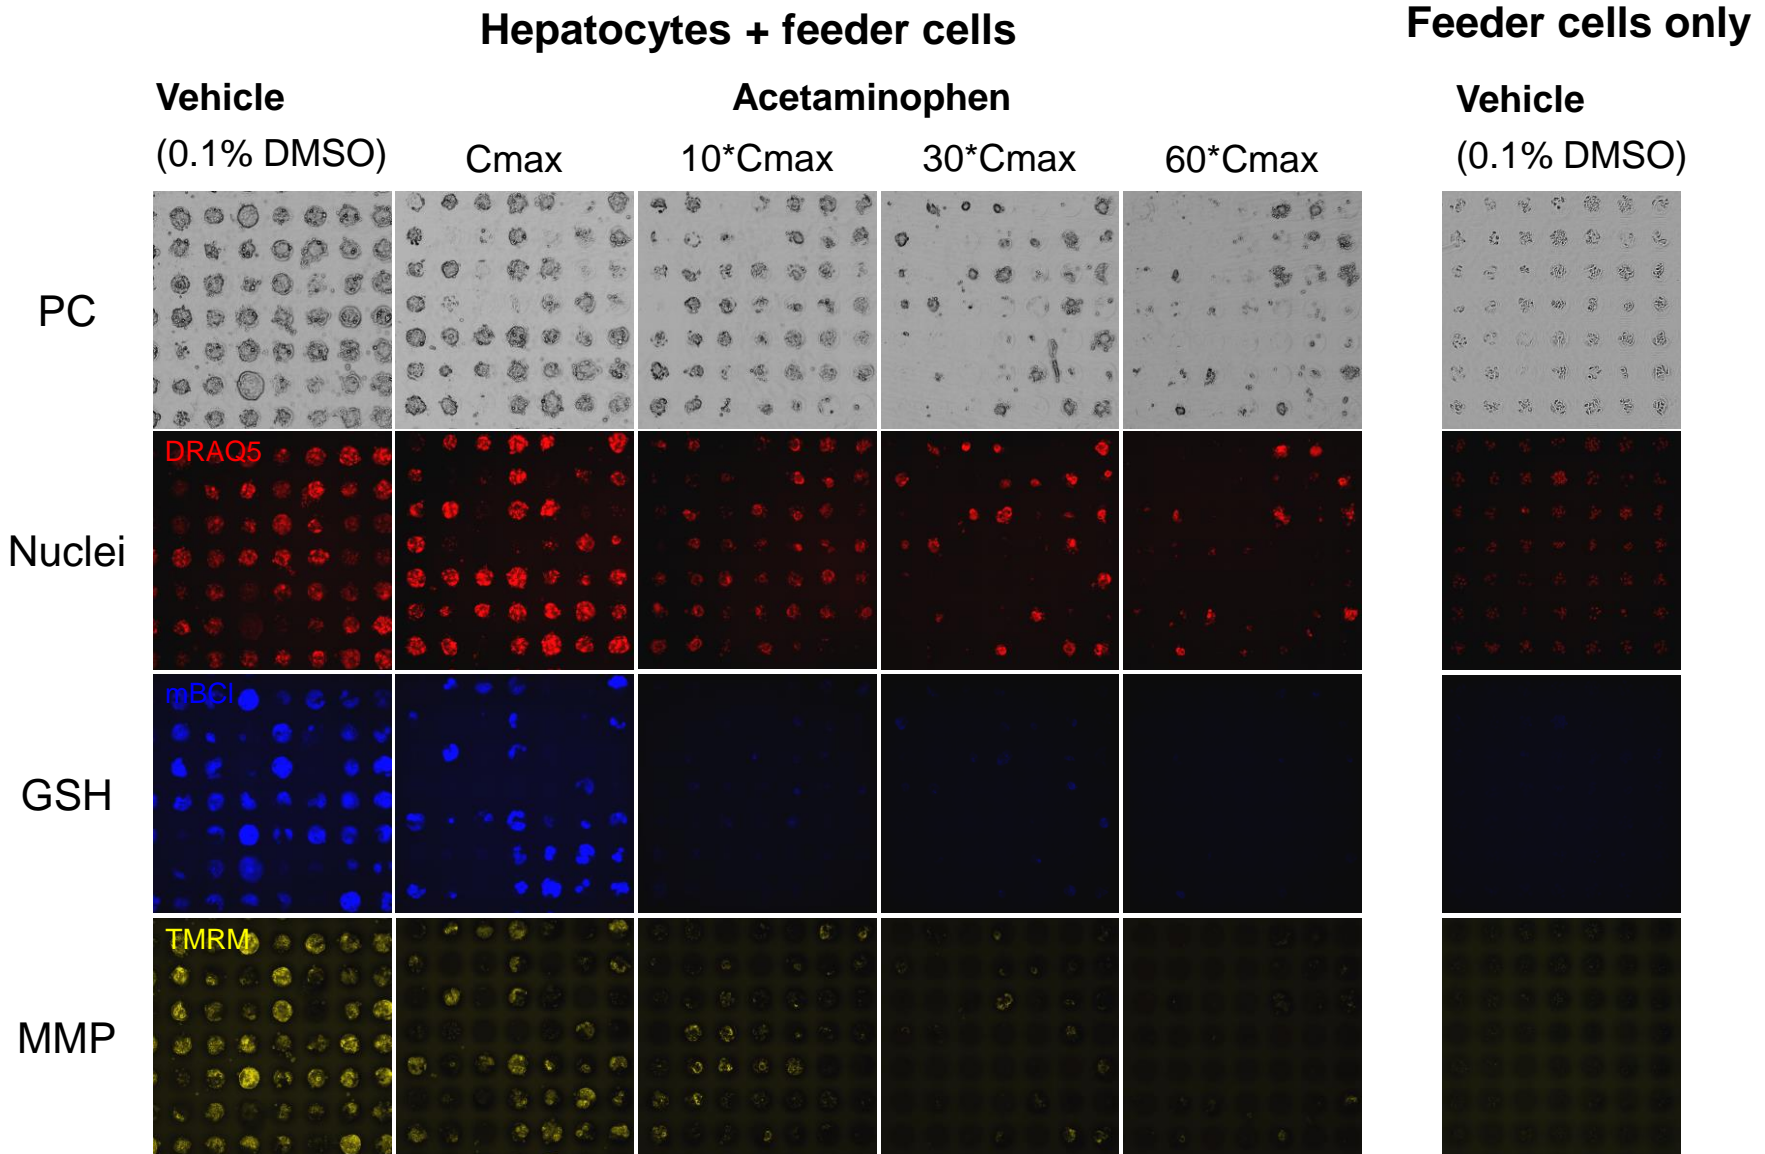 Hepatocytes + feeder cells
Feeder cells only
Vehicle
Acetaminophen
Vehicle
(0.1% DMSO)
Cmax
10*Cmax
30*Cmax
60*Cmax
(0.1% DMSO)
PC
DRAQ5
Nuclei
mBCl
GSH
TMRM
MMP